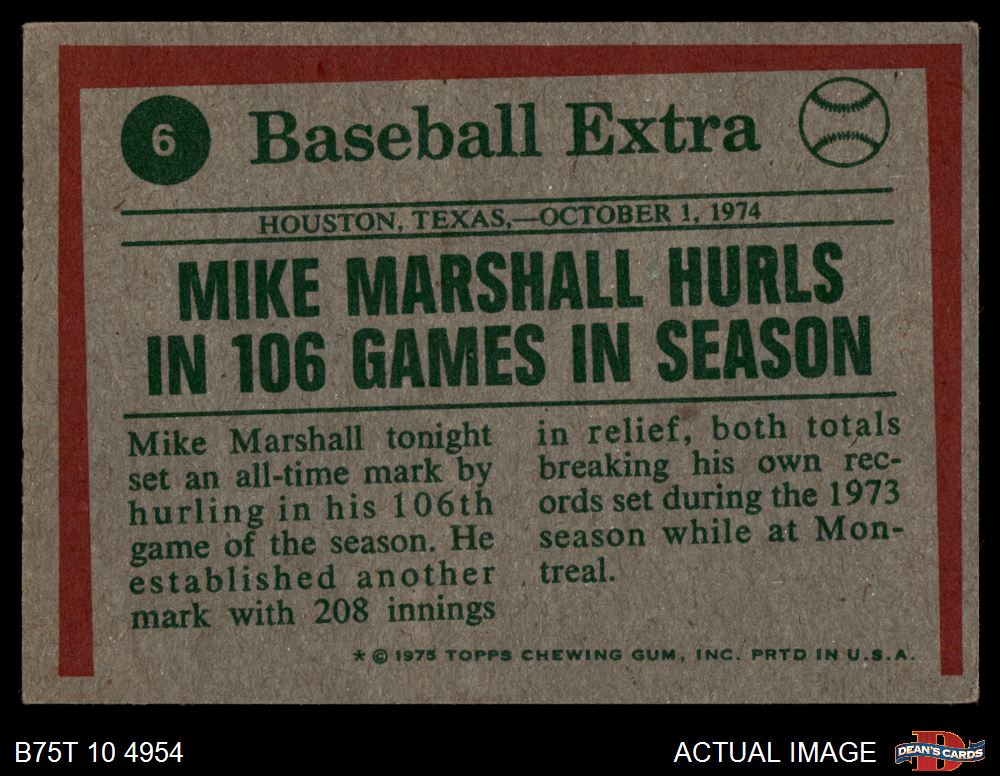 6
Baseball Extra
HOUSTON, TEXAS,—OCTOBER 1, 1974
MIKE MARSHALL HURLS
IN 106 GAMES IN SEASON
Mike Marshall tonight
set an all-time mark by
hurling in his 106th
game of the season. He
established another
mark with 208 innings
in relief, both totals
breaking his own rec-
ords set during the 1973
season while at Mon-
treal.
* © 1975 TOPPS CHEWING GUM, INC. PRTD IN U.S.A.
B75T 10 4954
ACTUAL IMAGE
DEAN'S CARDS